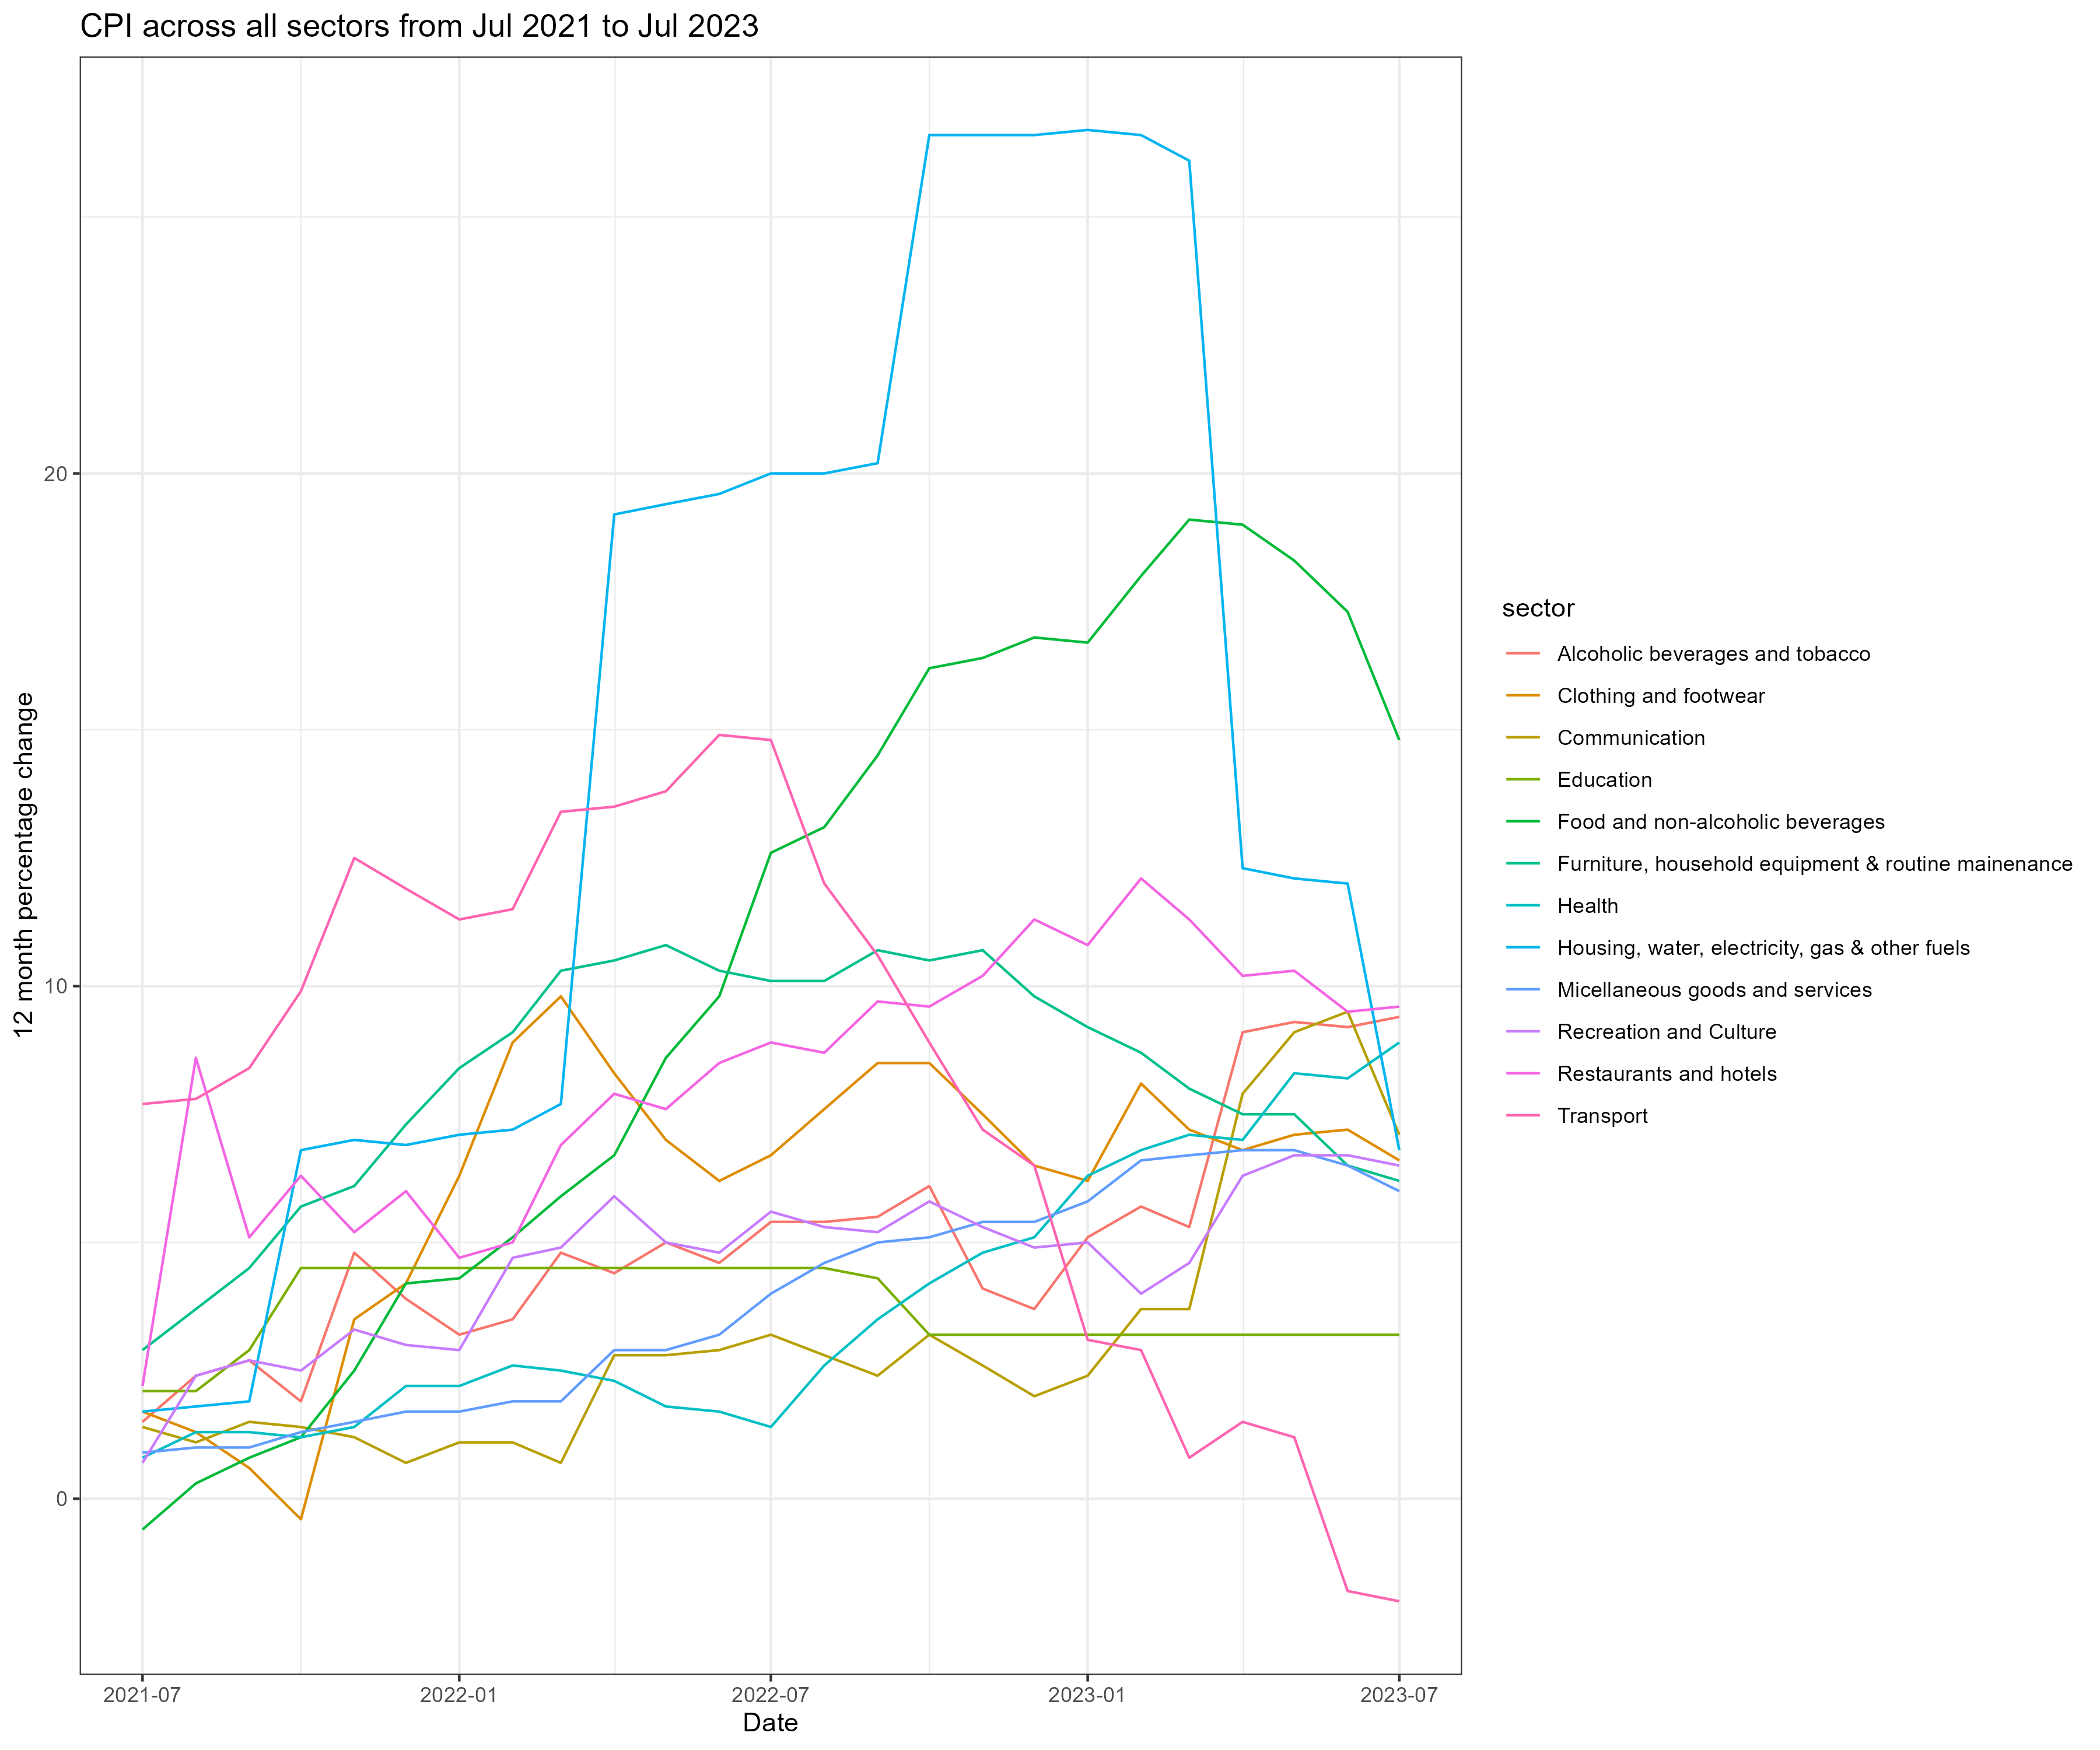 CPI across all sectors from Jul 2021 to Jul 2023
12 month percentage change
20
10
0
2021-07
2022-01
2022-07
2023-01
2023-07
Date
sector
Alcoholic beverages and tobacco
Clothing and footwear
Communication
Education
Food and non-alcoholic beverages
Furniture, household equipment & routine mainenance
Health
Housing, water, electricity, gas & other fuels
Micellaneous goods and services
Recreation and Culture
Restaurants and hotels
Transport